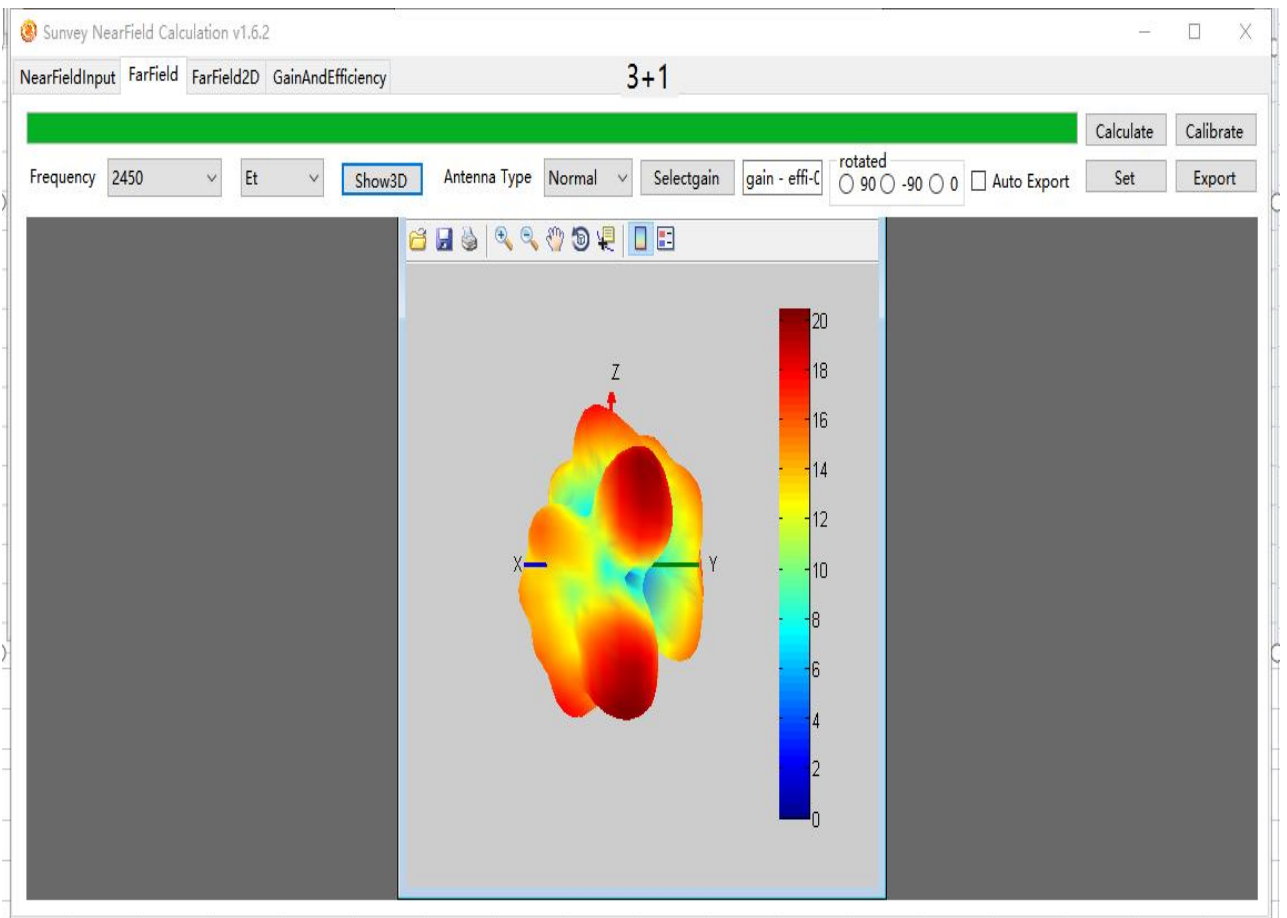 Sunvey NearField Calculation v1.6.2
NearFieldInput FarField FarField2D GainAndEfficiency
3+1
Calculate Calibrate
Frequency 2450 Et Show3D Antenna Type Normal Selectgain gain - effi-C rotated 90 -90 0 Auto Export Set Export
20
18
Z
16
14
12
X Y
10
8
6
4
2
0